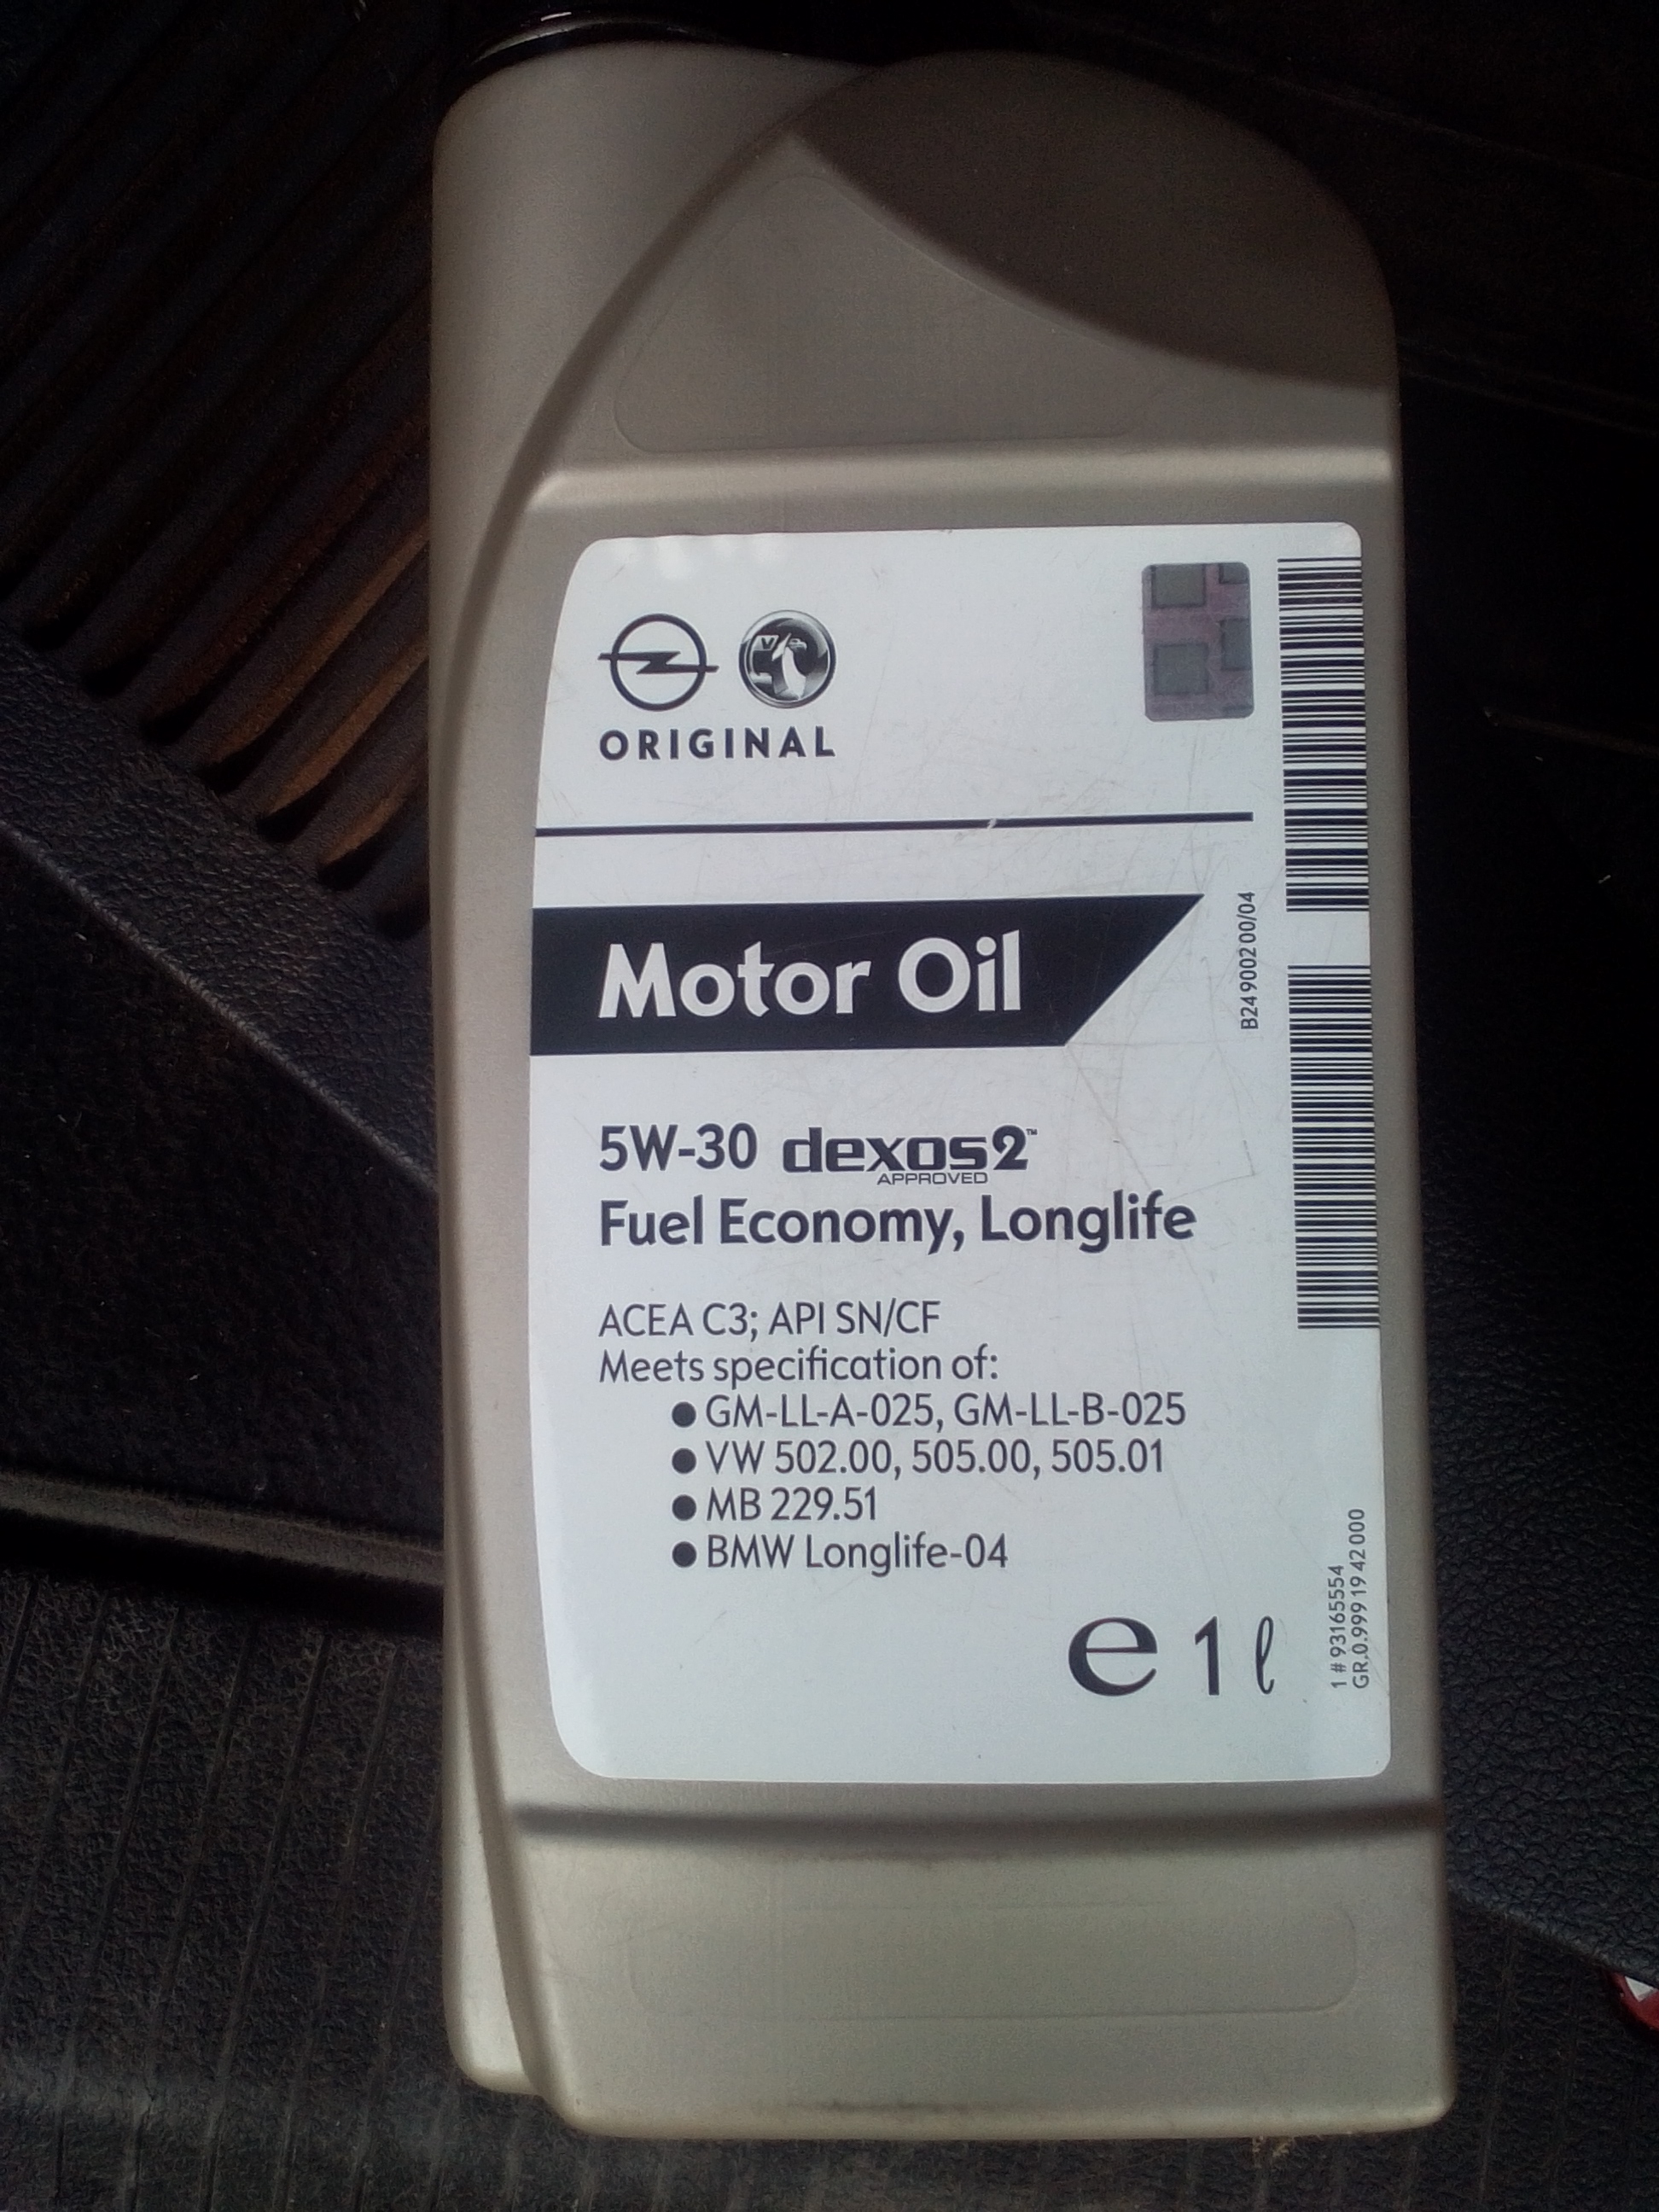 V
ORIGINAL
Motor Oil
B24 9002 00/04
5W-30 dexos2™
APPROVED
Fuel Economy, Longlife
ACEA C3; API SN/CF
Meets specification of:
● GM-LL-A-025, GM-LL-B-025
● VW 502.00, 505.00, 505.01
● MB 229.51
● BMW Longlife-04
e 1 ℓ
1 # 93165554
GR.0.999 19 42 000